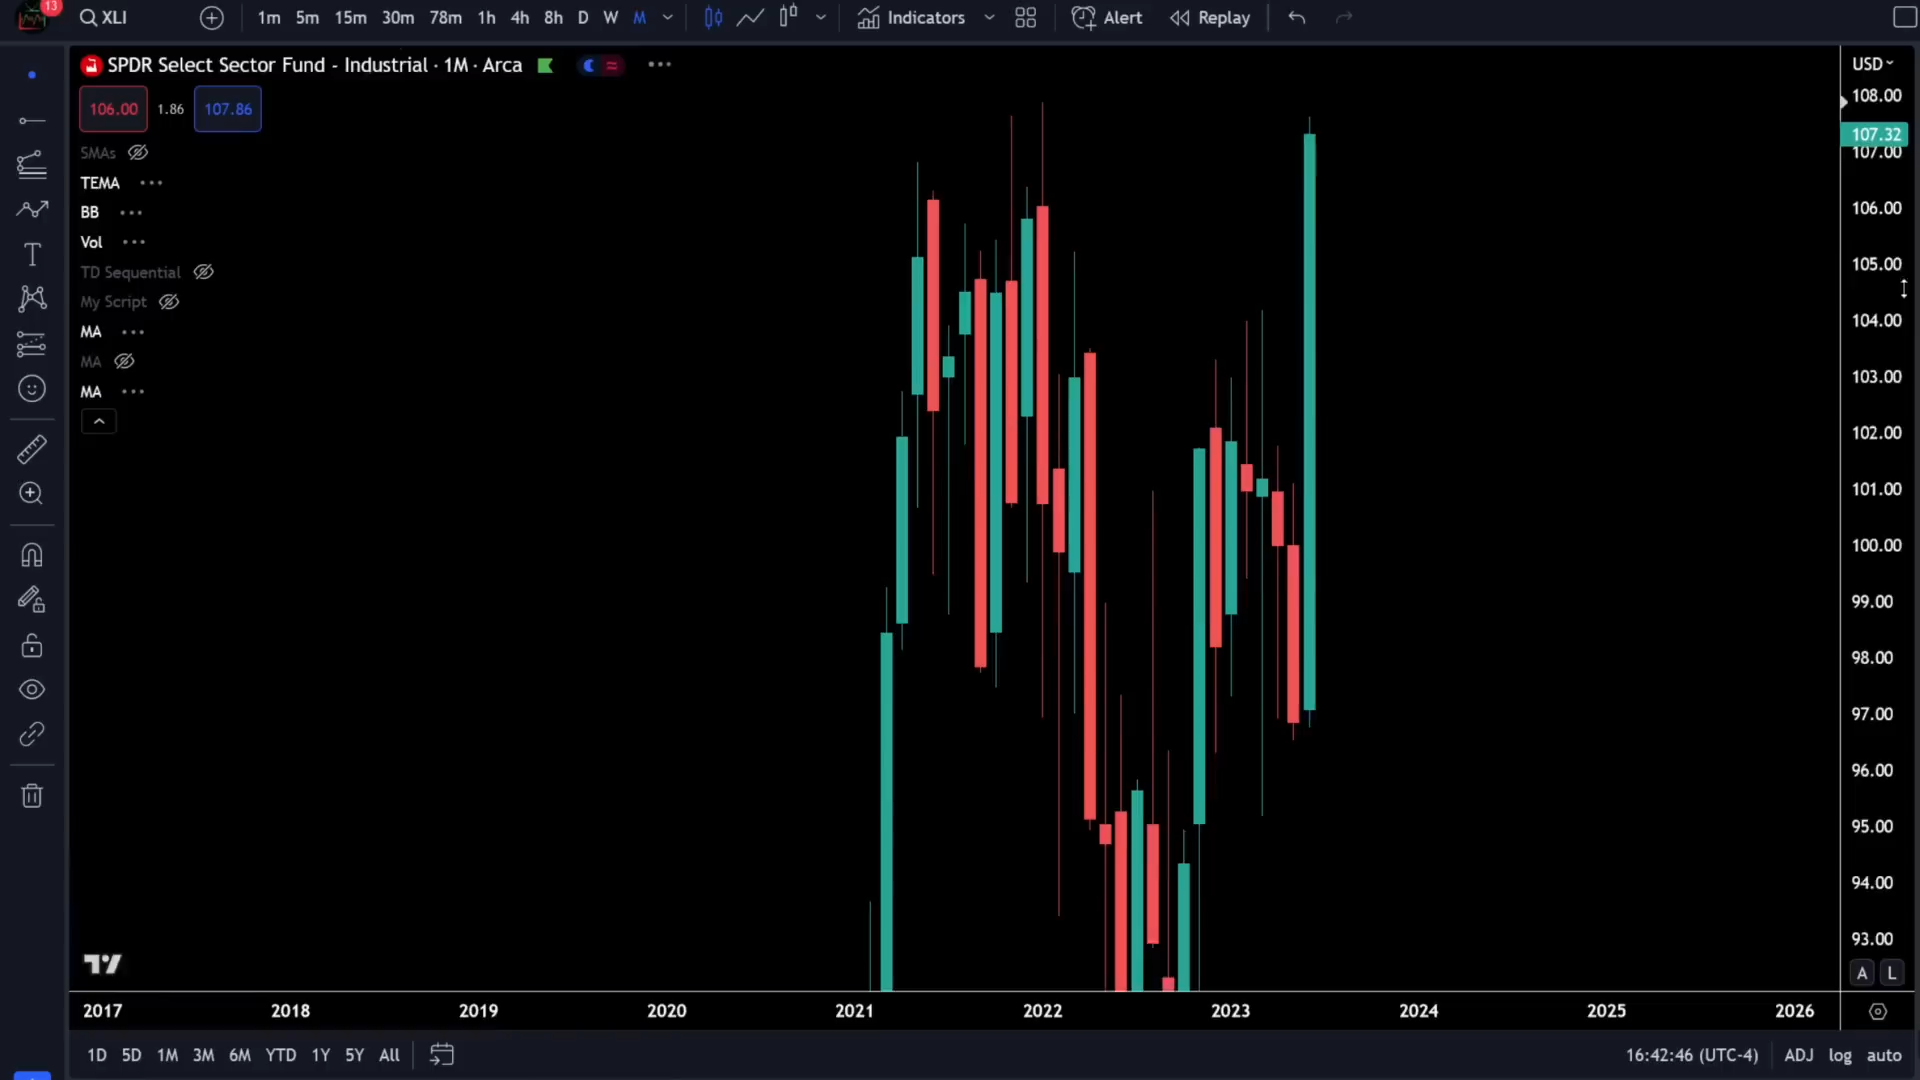 13
XLI
1m 5m 15m 30m 78m 1h 4h 8h D W M
Indicators
Alert
Replay
SPDR Select Sector Fund - Industrial · 1M · Arca
USD
106.00 1.86 107.86
SMAs
TEMA
BB
Vol
TD Sequential
My Script
MA
MA
MA
108.00
107.32
107.00
106.00
105.00
104.00
103.00
102.00
101.00
100.00
99.00
98.00
97.00
96.00
95.00
94.00
93.00
A L
2017 2018 2019 2020 2021 2022 2023 2024 2025 2026
1D 5D 1M 3M 6M YTD 1Y 5Y All
16:42:46 (UTC-4) ADJ log auto